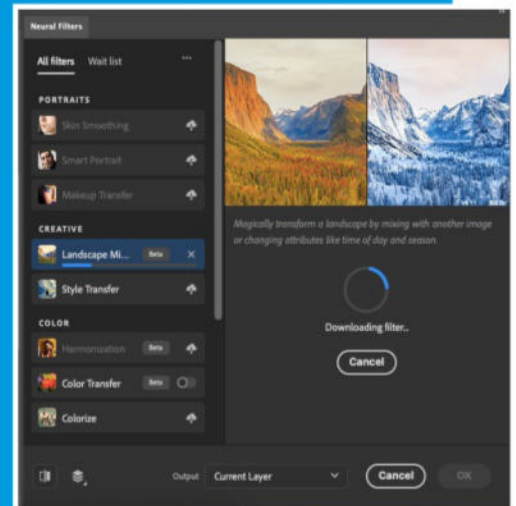 Neural Filters
All filters Wait list
PORTRAITS
Skin Smoothing
Smart Portrait
Makeup Transfer
CREATIVE
Landscape Mi... Beta
Style Transfer
COLOR
Harmonization Beta
Color Transfer Beta
Colorize
Magically transform a landscape by mixing with another image
or changing attributes like time of day and season.
Downloading filter...
Cancel
Output Current Layer Cancel OK